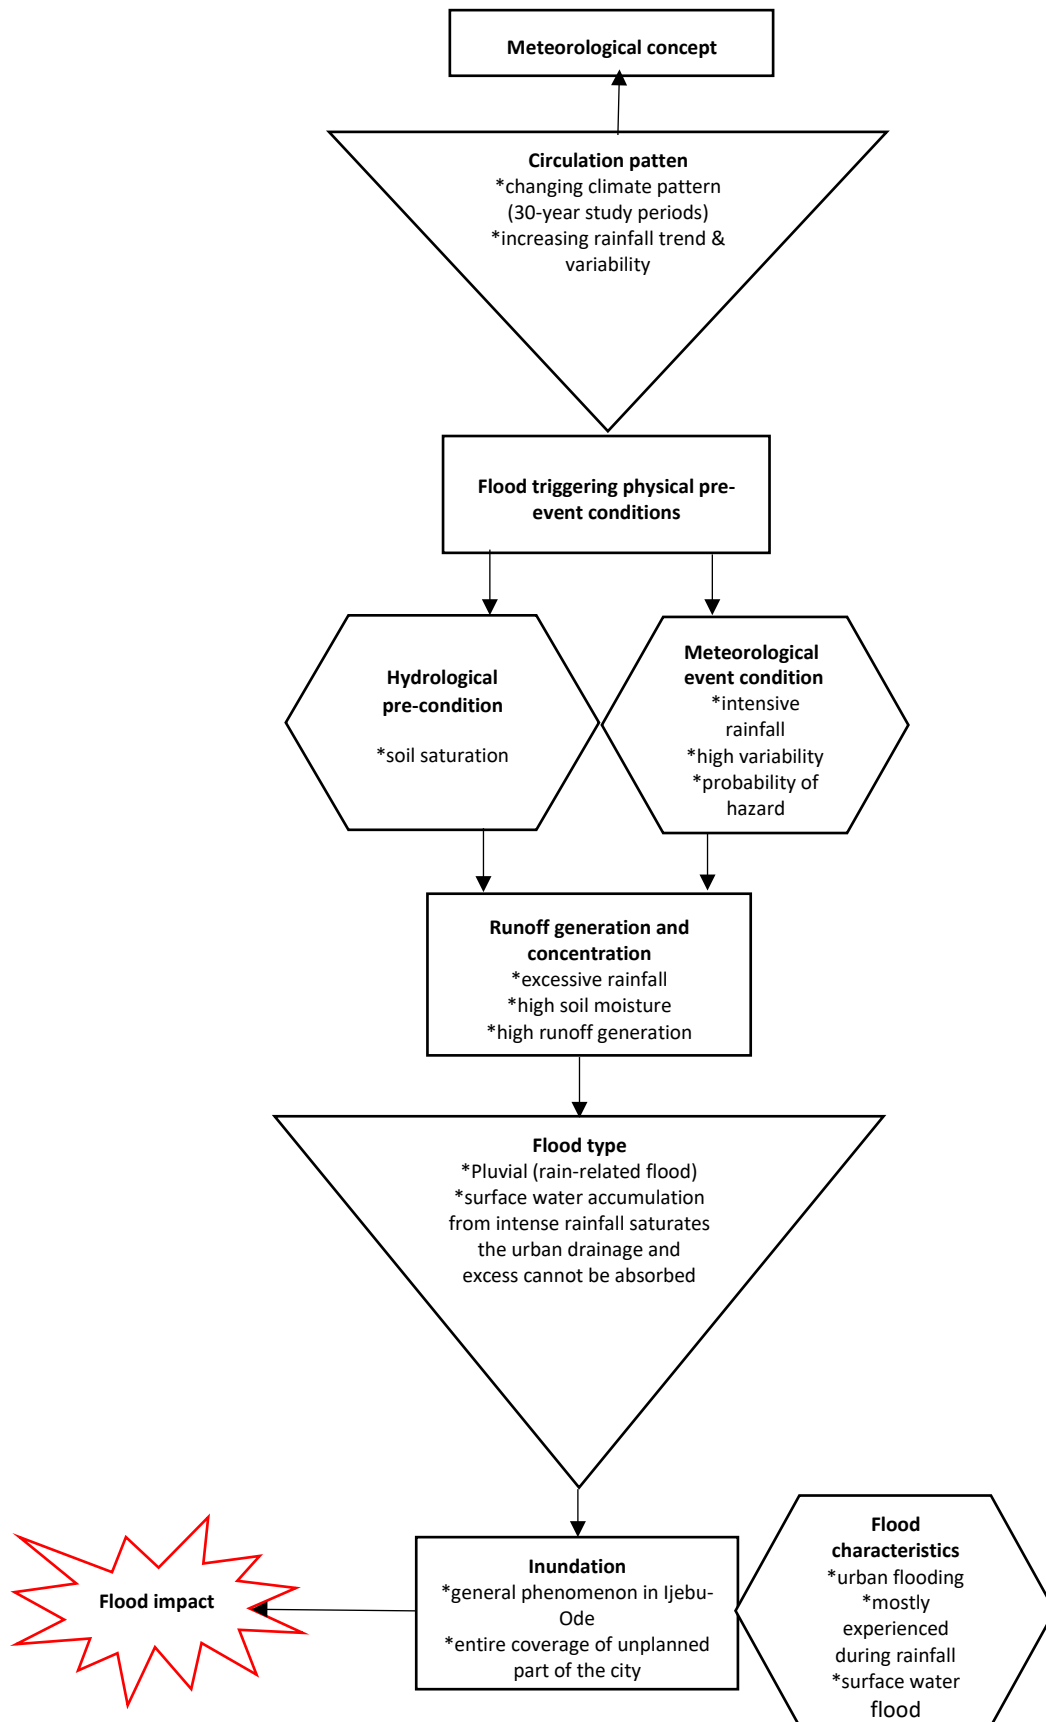 Meteorological concept
Circulation patten
*changing climate pattern
(30-year study periods)
*increasing rainfall trend &
variability
Flood triggering physical pre-
event conditions
Hydrological
pre-condition
*soil saturation
Meteorological
event condition
*intensive
rainfall
*high variability
*probability of
hazard
Runoff generation and
concentration
*excessive rainfall
*high soil moisture
*high runoff generation
Flood type
*Pluvial (rain-related flood)
*surface water accumulation
from intense rainfall saturates
the urban drainage and
excess cannot be absorbed
Flood impact
Inundation
*general phenomenon in Ijebu-
Ode
*entire coverage of unplanned
part of the city
Flood
characteristics
*urban flooding
*mostly
experienced
during rainfall
*surface water
flood